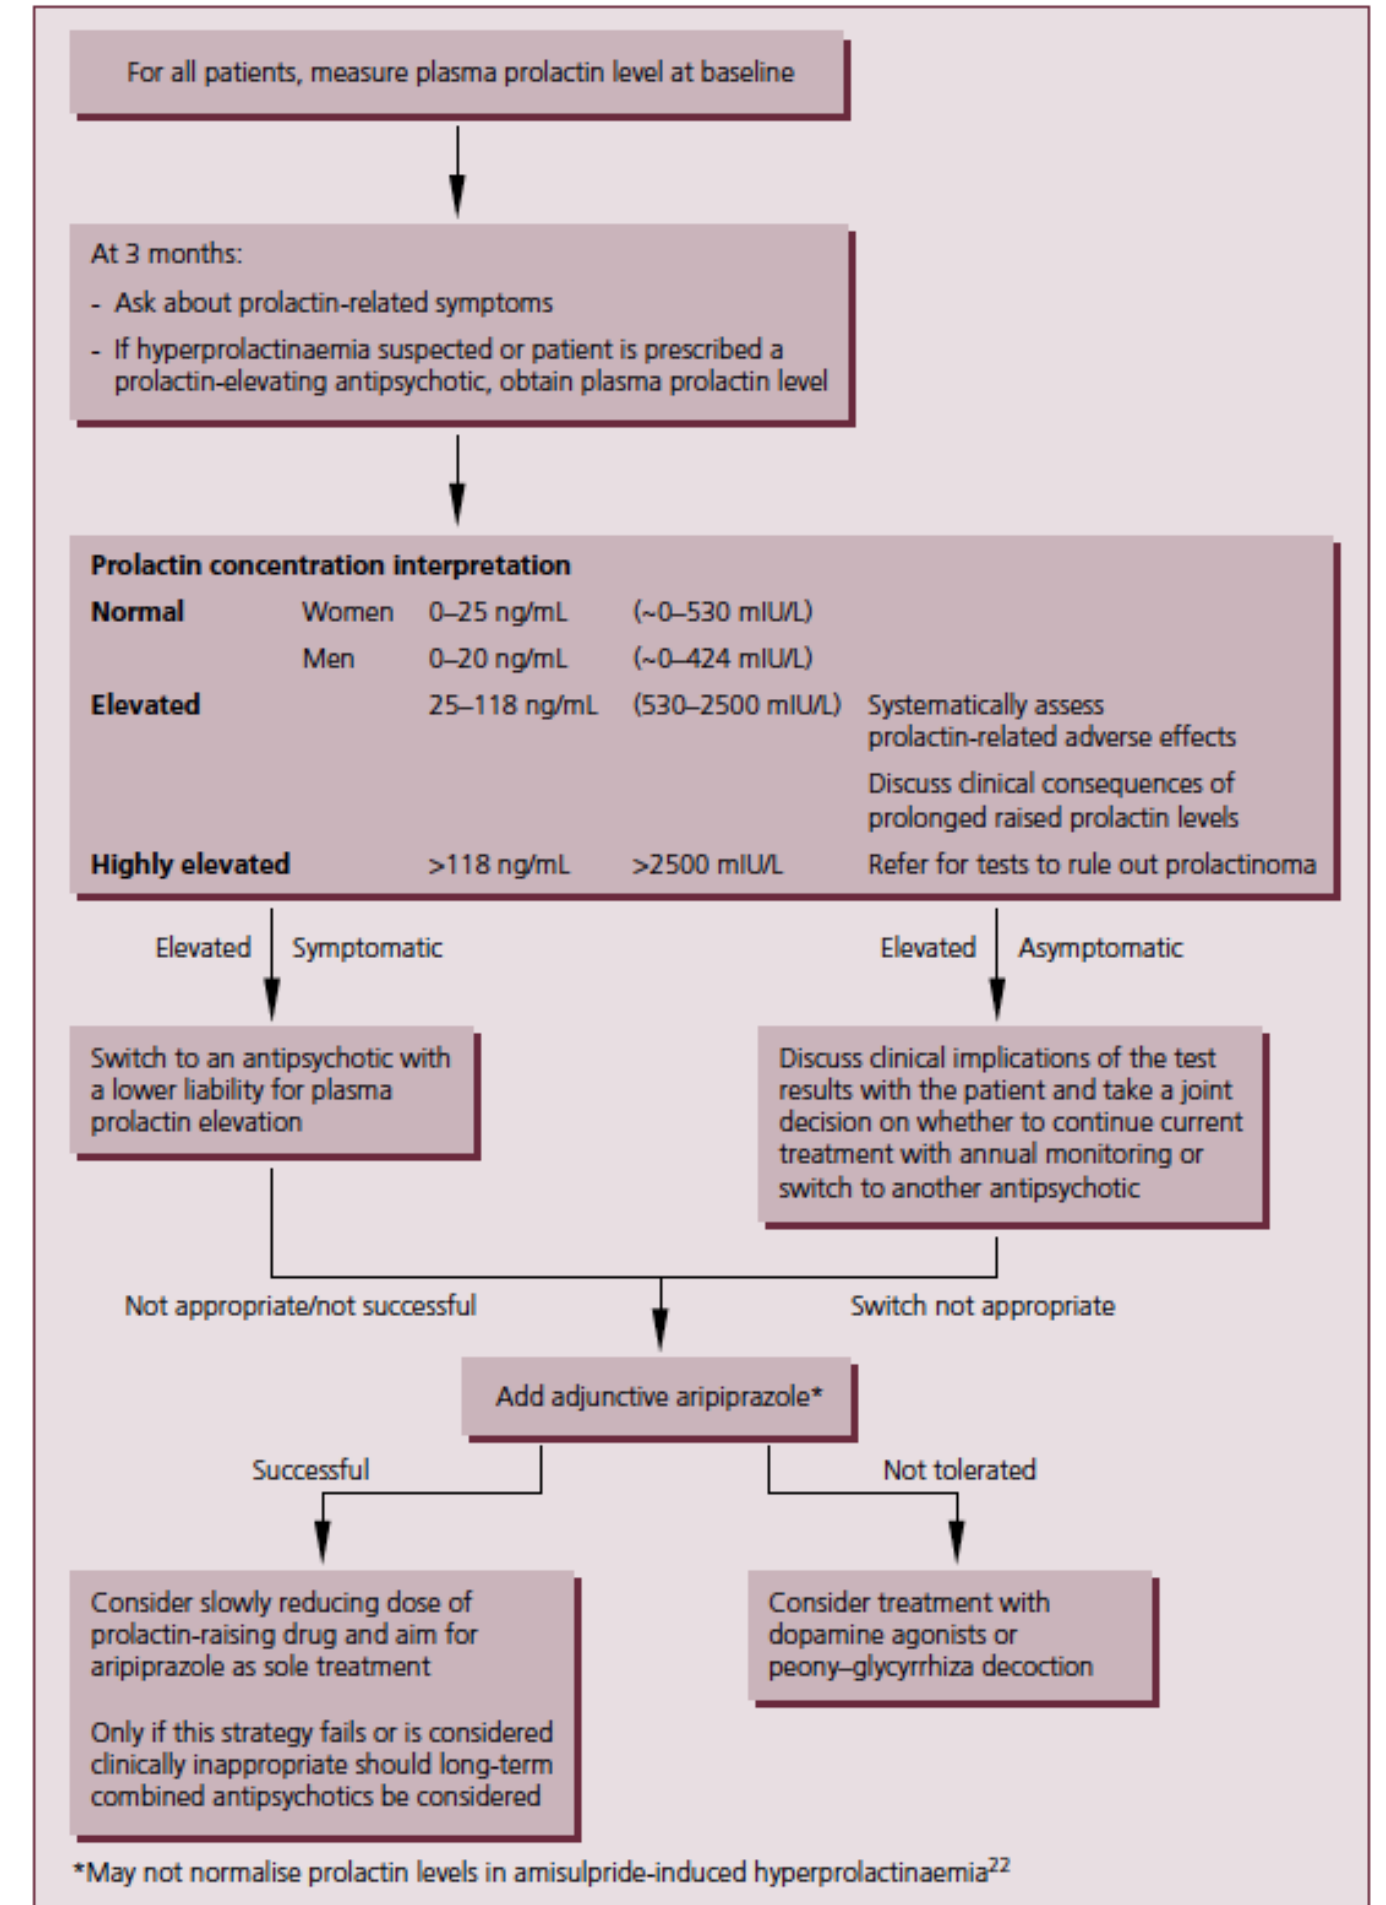 For all patients, measure plasma prolactin level at baseline
At 3 months:
- Ask about prolactin-related symptoms
- If hyperprolactinaemia suspected or patient is prescribed a
prolactin-elevating antipsychotic, obtain plasma prolactin level
Prolactin concentration interpretation
Normal Women 0–25 ng/mL (~0–530 mIU/L)
Men 0–20 ng/mL (~0–424 mIU/L)
Elevated 25–118 ng/mL (530–2500 mIU/L) Systematically assess
prolactin-related adverse effects
Discuss clinical consequences of
prolonged raised prolactin levels
Highly elevated >118 ng/mL >2500 mIU/L Refer for tests to rule out prolactinoma
Elevated Symptomatic
Elevated Asymptomatic
Switch to an antipsychotic with
a lower liability for plasma
prolactin elevation
Discuss clinical implications of the test
results with the patient and take a joint
decision on whether to continue current
treatment with annual monitoring or
switch to another antipsychotic
Not appropriate/not successful
Switch not appropriate
Add adjunctive aripiprazole*
Successful
Not tolerated
Consider slowly reducing dose of
prolactin-raising drug and aim for
aripiprazole as sole treatment
Only if this strategy fails or is considered
clinically inappropriate should long-term
combined antipsychotics be considered
Consider treatment with
dopamine agonists or
peony–glycyrrhiza decoction
*May not normalise prolactin levels in amisulpride-induced hyperprolactinaemia22